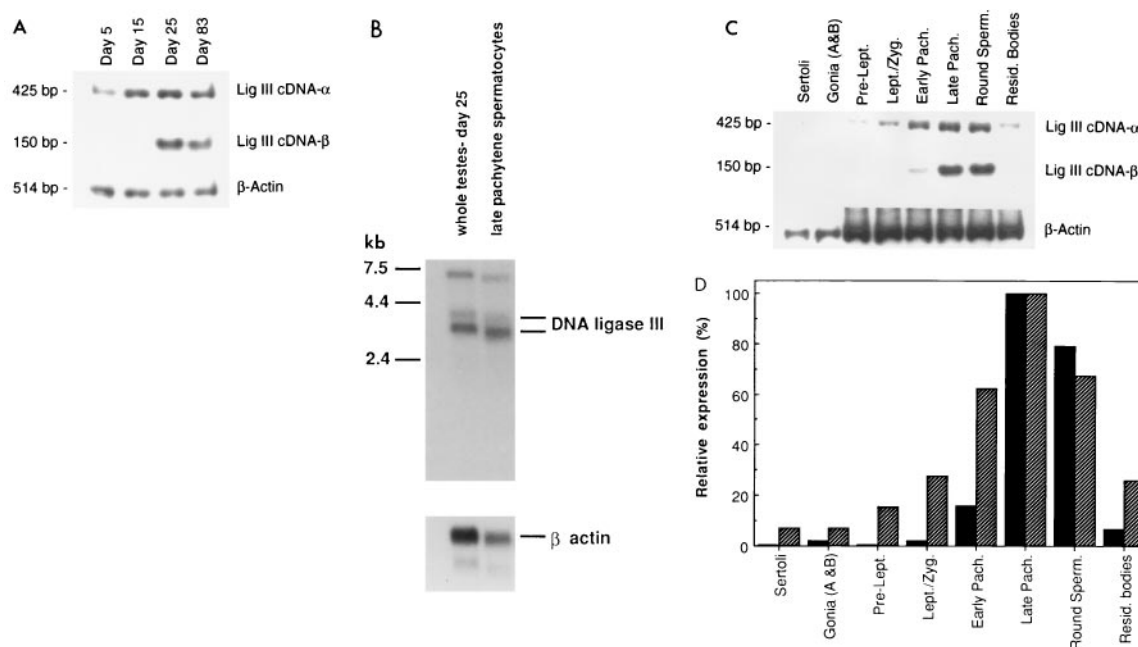 A
Day 5
Day 15
Day 25
Day 83
425 bp -
Lig III cDNA-α
150 bp -
Lig III cDNA-β
514 bp -
β-Actin
B
whole testes- day 25
late pachytene spermatocytes
kb
7.5
4.4
DNA ligase III
2.4
β actin
C
Sertoli
Gonia (A&B)
Pre-Lept.
Lept./Zyg.
Early Pach.
Late Pach.
Round Sperm.
Resid. Bodies
425 bp -
Lig III cDNA-α
150 bp -
Lig III cDNA-β
514 bp -
β-Actin
D
Relative expression (%)
100
80
60
40
20
0
Sertoli
Gonia (A &B)
Pre-Lept.
Lept./Zyg.
Early Pach.
Late Pach.
Round Sperm.
Resid. bodies